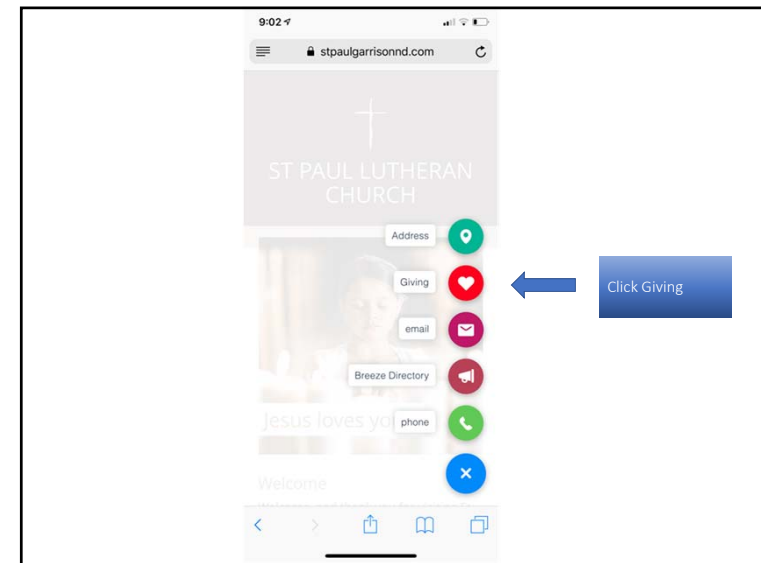 9:02
stpaulgarrisonnd.com
ST PAUL LUTHERAN
CHURCH
Address
Giving
Click Giving
email
Breeze Directory
Jesus loves yo
phone
Welcome